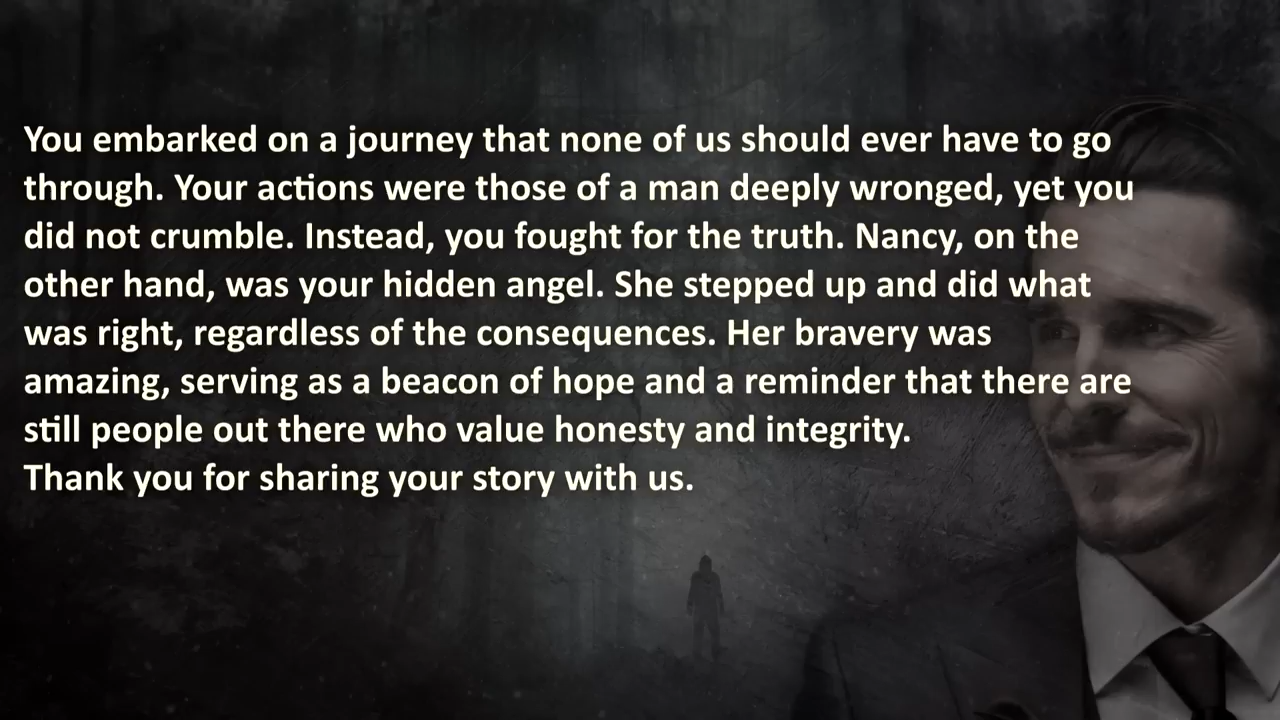 You embarked on a journey that none of us should ever have to go
through. Your actions were those of a man deeply wronged, yet you
did not crumble. Instead, you fought for the truth. Nancy, on the
other hand, was your hidden angel. She stepped up and did what
was right, regardless of the consequences. Her bravery was
amazing, serving as a beacon of hope and a reminder that there are
still people out there who value honesty and integrity.
Thank you for sharing your story with us.